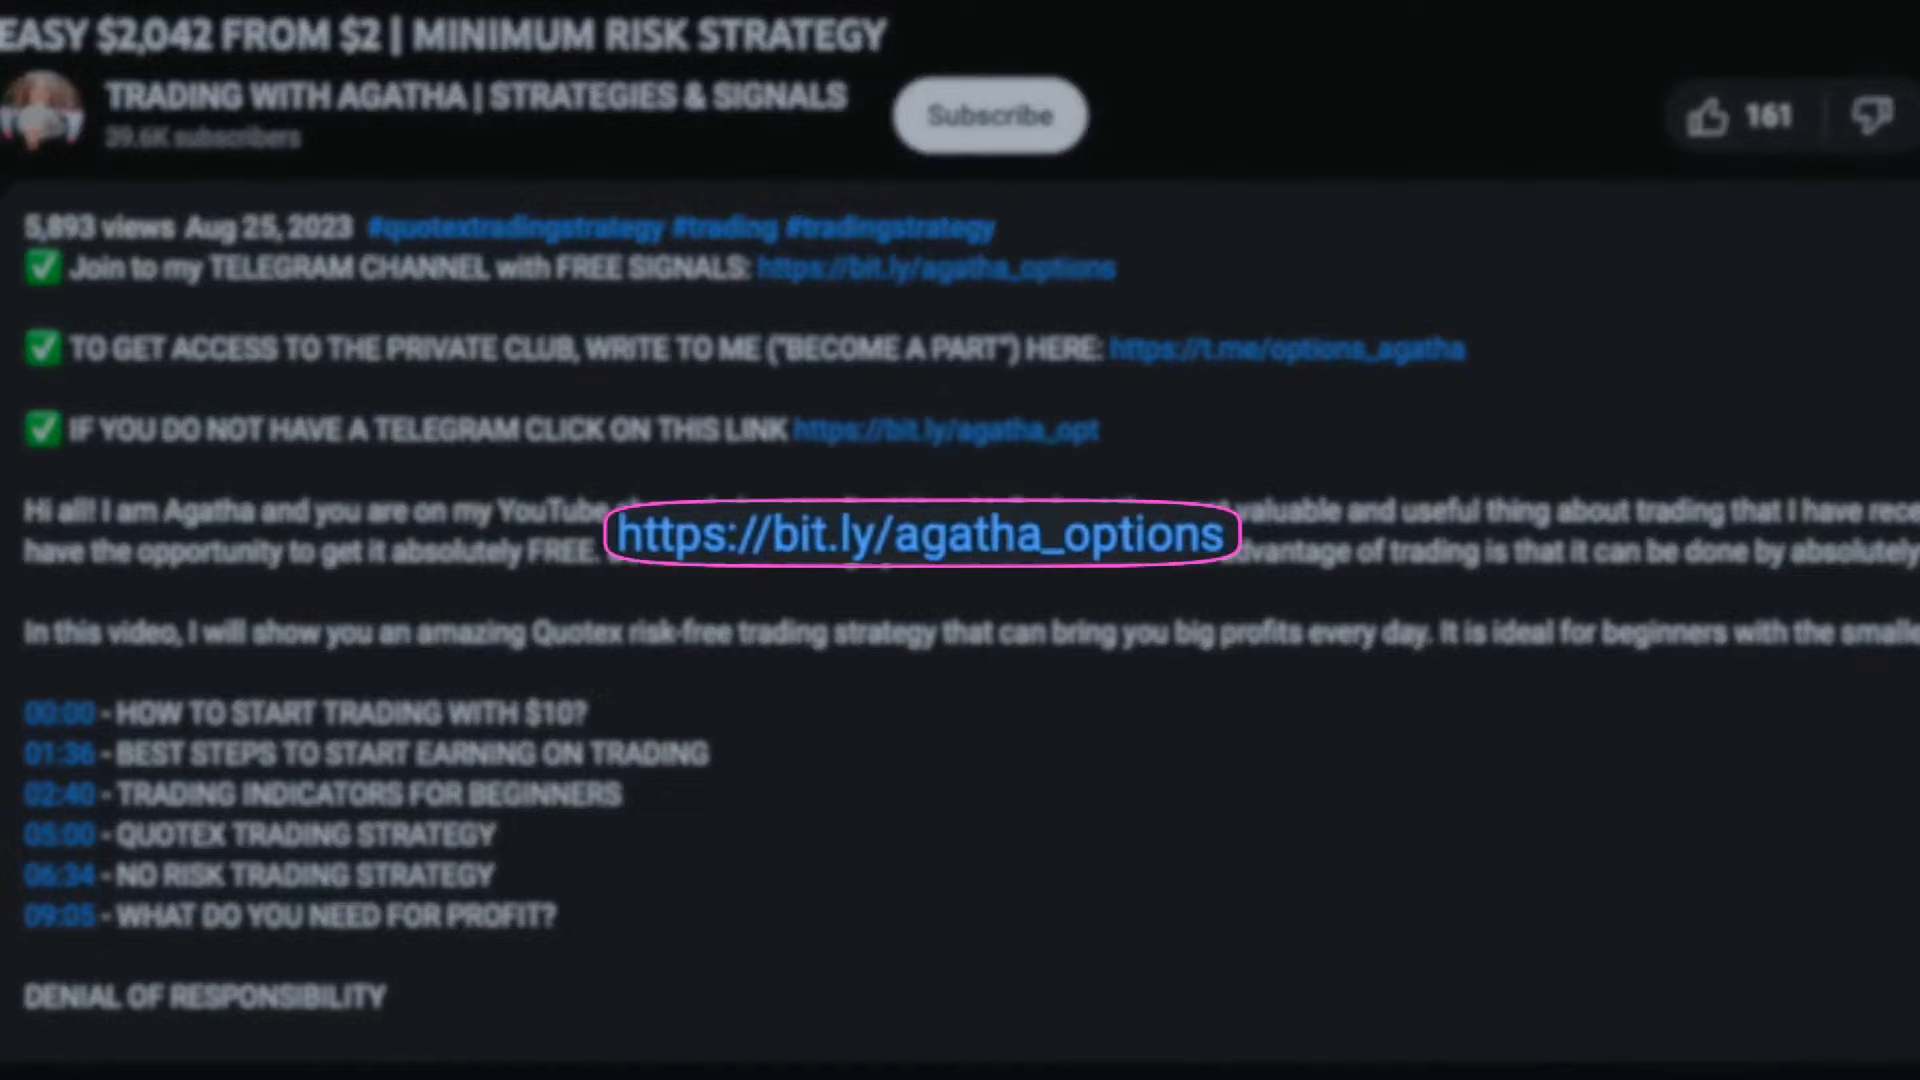 EASY $2,042 FROM $2 | MINIMUM RISK STRATEGY
TRADING WITH AGATHA | STRATEGIES & SIGNALS
39.6K subscribers
Subscribe
161
5,893 views Aug 25, 2023 #quotextradingstrategy #trading #tradingstrategy
✅ Join to my TELEGRAM CHANNEL with FREE SIGNALS: https://bit.ly/agatha_options
✅ TO GET ACCESS TO THE PRIVATE CLUB, WRITE TO ME ("BECOME A PART") HERE: https://t.me/options_agatha
✅ IF YOU DO NOT HAVE A TELEGRAM CLICK ON THIS LINK https://bit.ly/agatha_opt
Hi all! I am Agatha and you are on my YouTube valuable and useful thing about trading that I have rece
https://bit.ly/agatha_options
have the opportunity to get it absolutely FREE. dvantage of trading is that it can be done by absolutely
In this video, I will show you an amazing Quotex risk-free trading strategy that can bring you big profits every day. It is ideal for beginners with the smalle
00:00 - HOW TO START TRADING WITH $10?
01:36 - BEST STEPS TO START EARNING ON TRADING
02:40 - TRADING INDICATORS FOR BEGINNERS
05:00 - QUOTEX TRADING STRATEGY
06:34 - NO RISK TRADING STRATEGY
09:05 - WHAT DO YOU NEED FOR PROFIT?
DENIAL OF RESPONSIBILITY